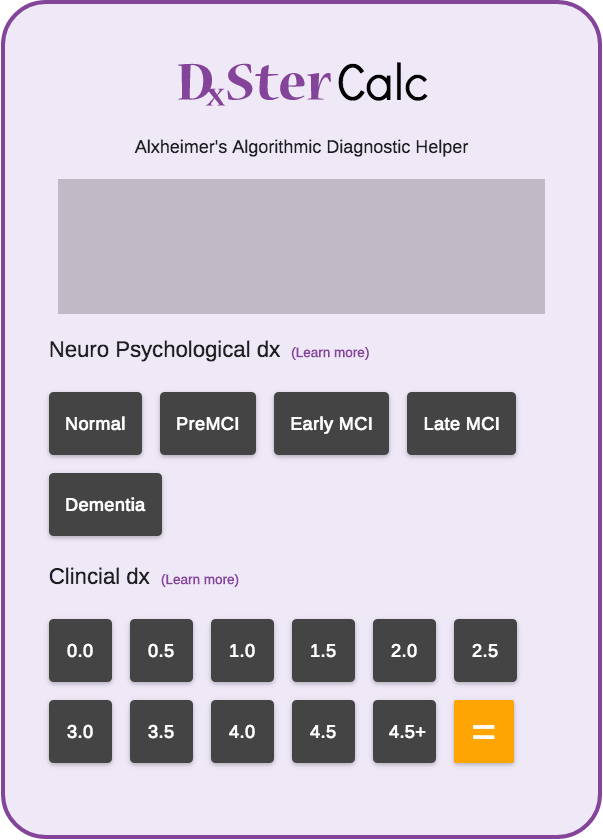 DxSter Calc
Alxheimer's Algorithmic Diagnostic Helper
Neuro Psychological dx (Learn more)
Normal PreMCI Early MCI Late MCI
Dementia
Clincial dx (Learn more)
0.0 0.5 1.0 1.5 2.0 2.5
3.0 3.5 4.0 4.5 4.5+ =